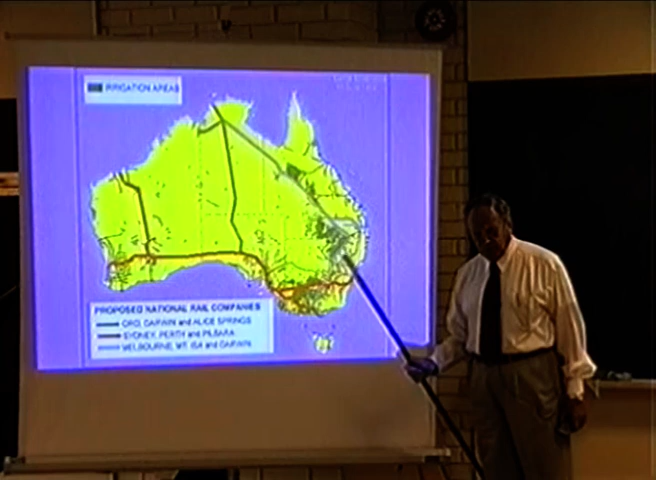 IRRIGATION AREAS
PROPOSED NATIONAL RAIL COMPANIES
ORD, DARWIN and ALICE SPRINGS
SYDNEY, PERTH and PILBARA
MELBOURNE, MT. ISA and DARWIN